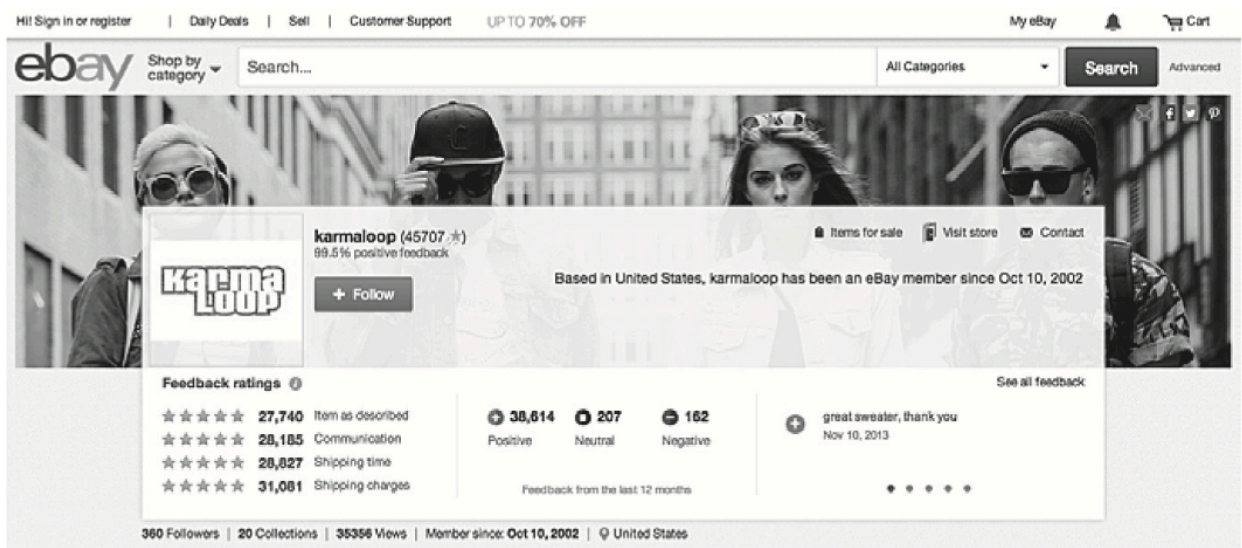 Hi! Sign in or register | Daily Deals | Sell | Customer Support UP TO 70% OFF My eBay Cart
ebay Shop by category Search... All Categories Search Advanced
C
karmaloop (45707)
99.5% positive feedback
Items for sale Visit store Contact
Based in United States, karmaloop has been an eBay member since Oct 10, 2002
KARMA
LOOP
+ Follow
Feedback ratings
See all feedback
27,740 Item as described
28,185 Communication
28,827 Shipping time
31,081 Shipping charges
38,614 207 162
Positive Neutral Negative
Feedback from the last 12 months
great sweater, thank you
Nov 10, 2013
360 Followers | 20 Collections | 35356 Views | Member since: Oct 10, 2002 | United States